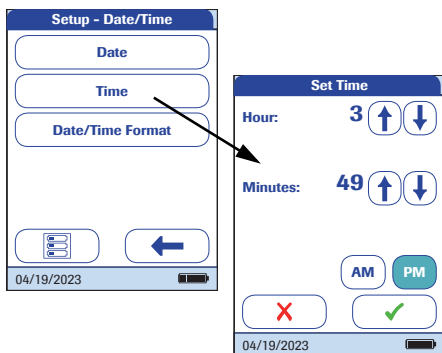 Setup - Date/Time
Date
Time
Date/Time Format
04/19/2023
Set Time
Hour: 3
Minutes: 49
AM PM
04/19/2023